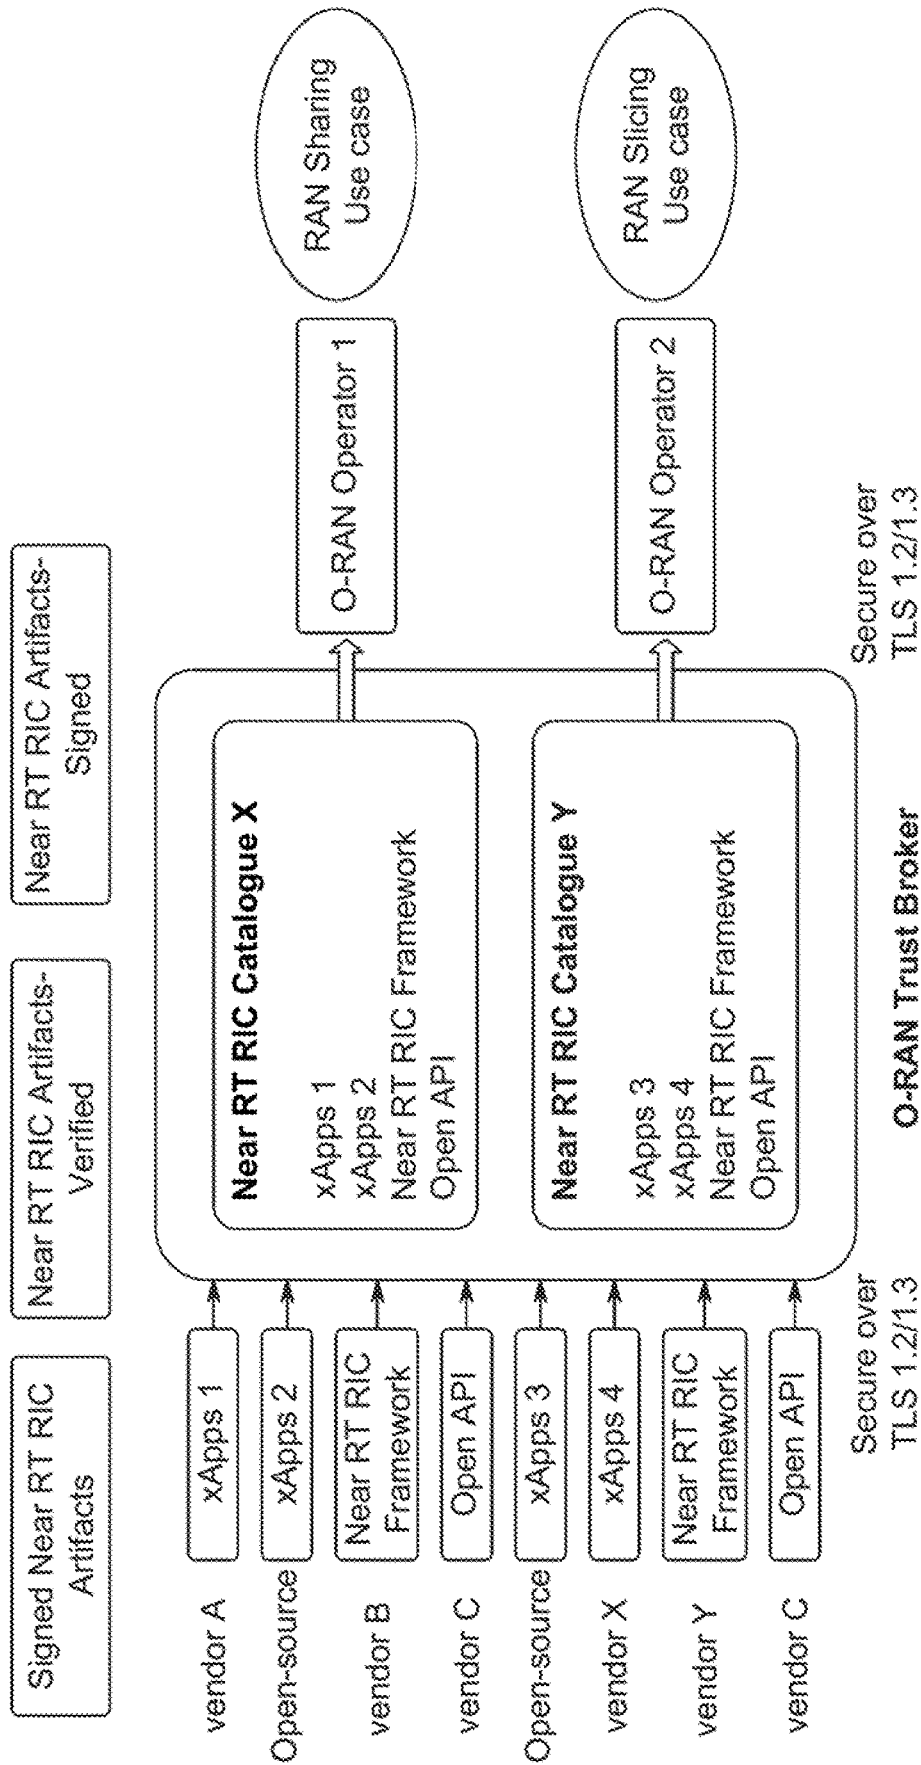 Signed Near RT RIC
Artifacts
Near RT RIC Artifacts-
Verified
Near RT RIC Artifacts-
Signed
vendor A
xApps 1
Open-source
xApps 2
vendor B
Near RT RIC
Framework
vendor C
Open API
Open-source
xApps 3
vendor X
xApps 4
vendor Y
Near RT RIC
Framework
vendor C
Open API
Near RT RIC Catalogue X
xApps 1
xApps 2
Near RT RIC Framework
Open API
Near RT RIC Catalogue Y
xApps 3
xApps 4
Near RT RIC Framework
Open API
O-RAN Operator 1
RAN Sharing
Use case
O-RAN Operator 2
RAN Slicing
Use case
Secure over
TLS 1.2/1.3
O-RAN Trust Broker
Secure over
TLS 1.2/1.3